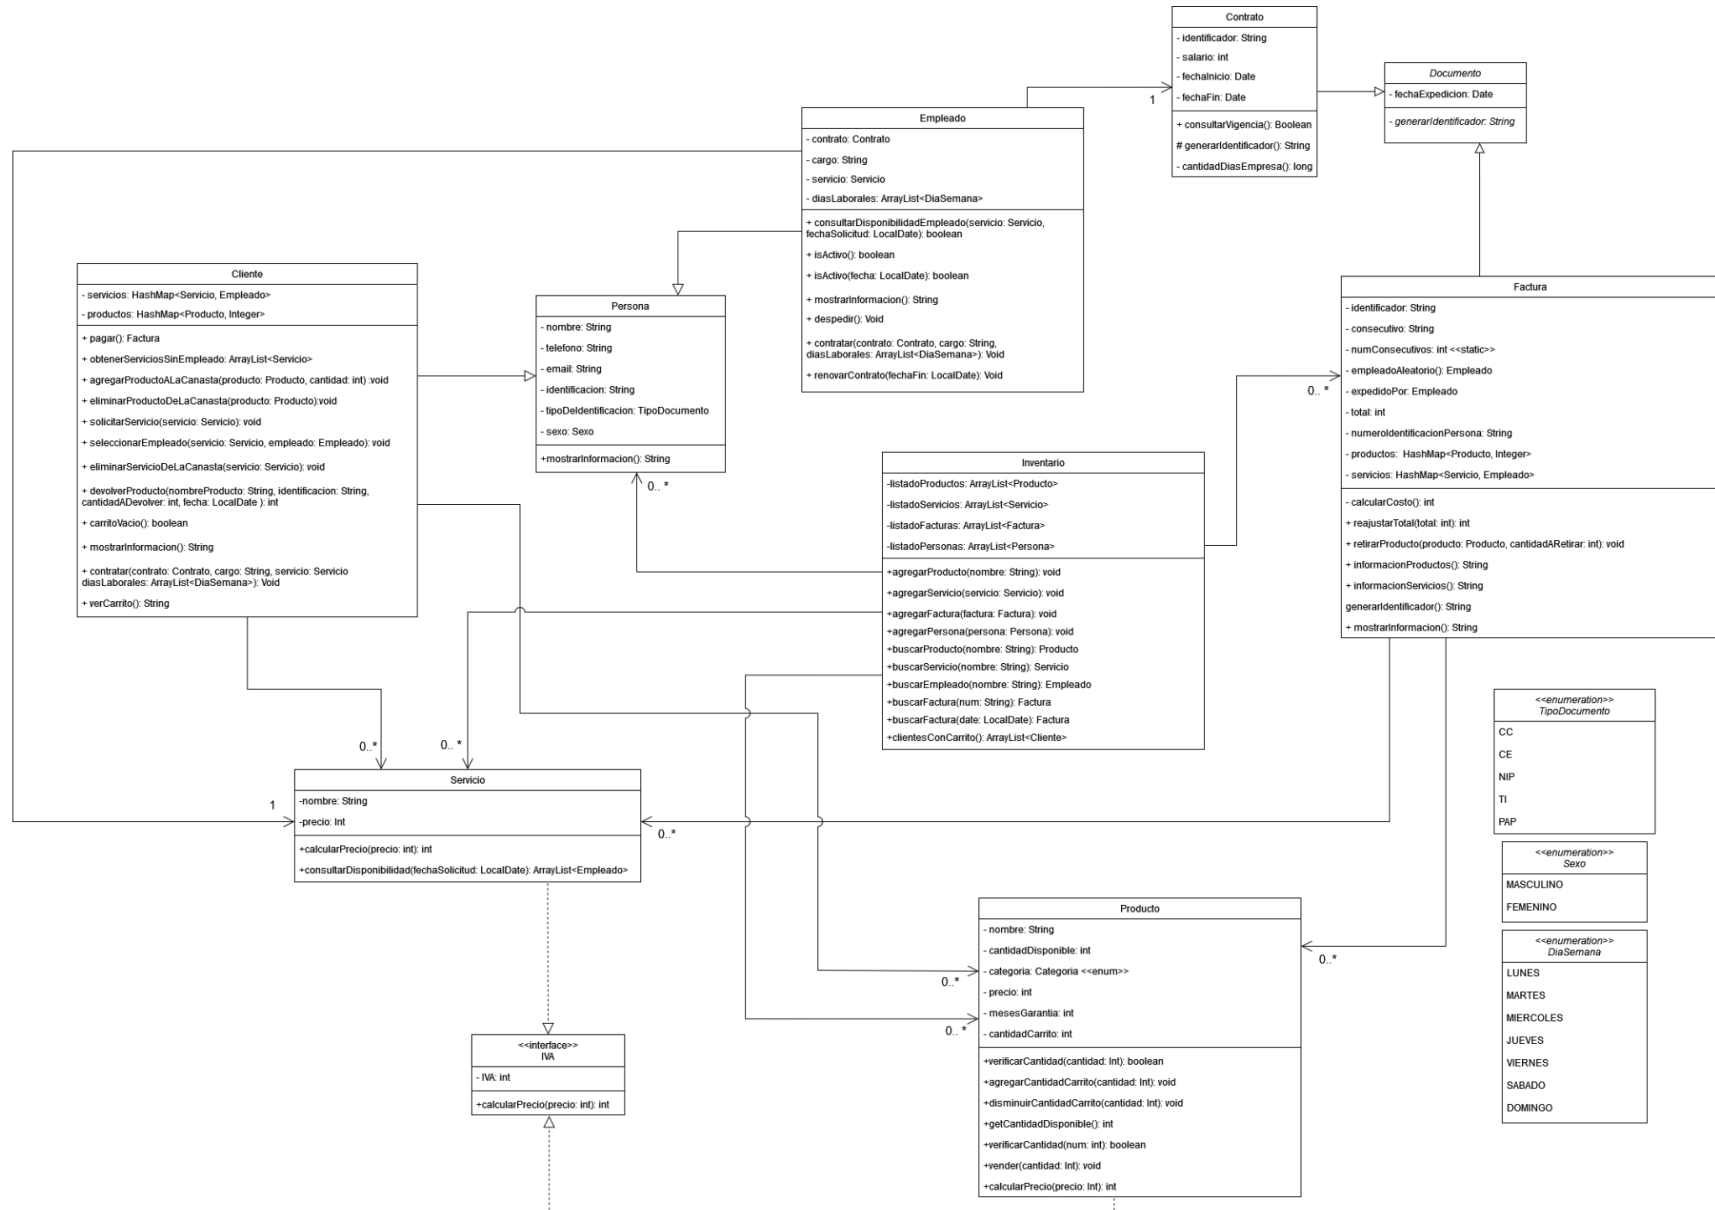 Contrato
- identificador: String
- salario: int
- fechaInicio: Date
- fechaFin: Date
+ consultarVigencia(): Boolean
# generarIdentificador(): String
- cantidadDiasEmpresa(): long
Documento
- fechaExpedicion: Date
- generarIdentificador: String
1
Empleado
- contrato: Contrato
- cargo: String
- servicio: Servicio
- diasLaborales: ArrayList<DiaSemana>
+ consultarDisponibilidadEmpleado(servicio: Servicio,
fechaSolicitud: LocalDate): boolean
+ isActivo(): boolean
+ isActivo(fecha: LocalDate): boolean
+ mostrarInformacion(): String
+ despedir(): Void
+ contratar(contrato: Contrato, cargo: String,
diasLaborales: ArrayList<DiaSemana>): Void
+ renovarContrato(fechaFin: LocalDate): Void
Cliente
- servicios: HashMap<Servicio, Empleado>
- productos: HashMap<Producto, Integer>
+ pagar(): Factura
+ obtenerServiciosSinEmpleado: ArrayList<Servicio>
+ agregarProductoALaCanasta(producto: Producto, cantidad: int) :void
+ eliminarProductoDeLaCanasta(producto: Producto):void
+ solicitarServicio(servicio: Servicio): void
+ seleccionarEmpleado(servicio: Servicio, empleado: Empleado): void
+ eliminarServicioDeLaCanasta(servicio: Servicio): void
+ devolverProducto(nombreProducto: String, identificacion: String,
cantidadADevolver: int, fecha: LocalDate ): int
+ carritoVacio(): boolean
+ mostrarInformacion(): String
+ contratar(contrato: Contrato, cargo: String, servicio: Servicio
diasLaborales: ArrayList<DiaSemana>): Void
+ verCarrito(): String
Persona
- nombre: String
- telefono: String
- email: String
- identificacion: String
- tipoDeIdentificacion: TipoDocumento
- sexo: Sexo
+mostrarInformacion(): String
0.. *
Factura
- identificador: String
- consecutivo: String
- numConsecutivos: int <<static>>
- empleadoAleatorio(): Empleado
- expedidoPor: Empleado
- total: int
- numeroIdentificacionPersona: String
- productos: HashMap<Producto, Integer>
- servicios: HashMap<Servicio, Empleado>
- calcularCosto(): int
+ reajustarTotal(total: int): int
+ retirarProducto(producto: Producto, cantidadARetirar: int): void
+ informacionProductos(): String
+ informacionServicios(): String
generarIdentificador(): String
+ mostrarInformacion(): String
0.. *
Inventario
-listadoProductos: ArrayList<Producto>
-listadoServicios: ArrayList<Servicio>
-listadoFacturas: ArrayList<Factura>
-listadoPersonas: ArrayList<Persona>
+agregarProducto(nombre: String): void
+agregarServicio(servicio: Servicio): void
+agregarFactura(factura: Factura): void
+agregarPersona(persona: Persona): void
+buscarProducto(nombre: String): Producto
+buscarServicio(nombre: String): Servicio
+buscarEmpleado(nombre: String): Empleado
+buscarFactura(num: String): Factura
+buscarFactura(date: LocalDate): Factura
+clientesConCarrito(): ArrayList<Cliente>
0..*
0.. *
1
Servicio
-nombre: String
-precio: Int
+calcularPrecio(precio: int): int
+consultarDisponibilidad(fechaSolicitud: LocalDate): ArrayList<Empleado>
0..*
<<enumeration>>
TipoDocumento
CC
CE
NIP
TI
PAP
<<enumeration>>
Sexo
MASCULINO
FEMENINO
<<enumeration>>
DiaSemana
LUNES
MARTES
MIERCOLES
JUEVES
VIERNES
SABADO
DOMINGO
Producto
- nombre: String
- cantidadDisponible: int
- categoria: Categoria <<enum>>
- precio: int
- mesesGarantia: int
- cantidadCarrito: int
+verificarCantidad(cantidad: Int): boolean
+agregarCantidadCarrito(cantidad: Int): void
+disminuirCantidadCarrito(cantidad: Int): void
+getCantidadDisponible(): int
+verificarCantidad(num: int): boolean
+vender(cantidad: Int): void
+calcularPrecio(precio: Int): int
0..*
0..*
0.. *
<<interface>>
IVA
- IVA: int
+calcularPrecio(precio: int): int